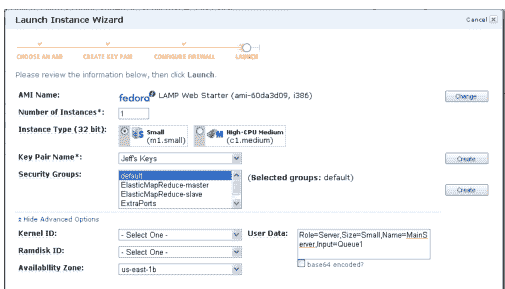 Launch Instance Wizard
Cancel
CHOOSE AN AMI CREATE KEY PAIR CONFIGURE FIREWALL LAUNCH
Please review the information below, then click Launch.
AMI Name: fedora LAMP Web Starter (ami-60da3d09, i386) Change
Number of Instances*: 1
Instance Type (32 bit): Small (m1.small) High-CPU Medium (c1.medium)
Key Pair Name*: Jeff's Keys Create
Security Groups: default
ElasticMapReduce-master
ElasticMapReduce-slave
ExtraPorts
(Selected groups: default) Create
Hide Advanced Options
Kernel ID: - Select One - User Data: Role=Server,Size=Small,Name=MainS
erver,Input=Queue1
Ramdisk ID: - Select One - base64 encoded?
Availability Zone: us-east-1b